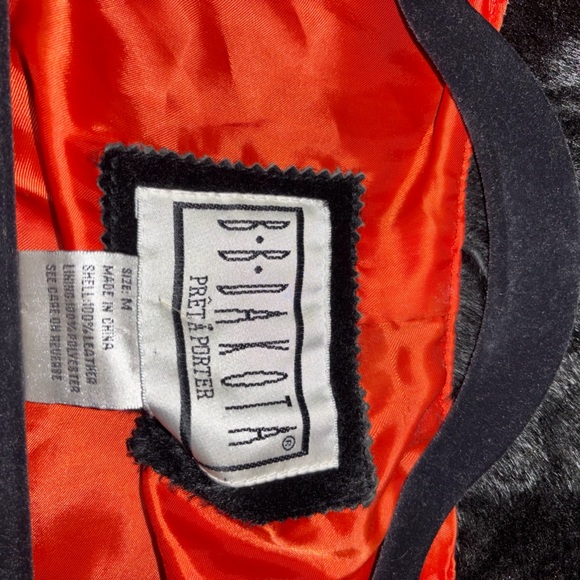 B·B·DAKOTA®
PRÊT À PORTER
SIZE: M
MADE IN CHINA
SHELL:100% LEATHER
LINING:100% POLYESTER
SEE CARE ON REVERSE